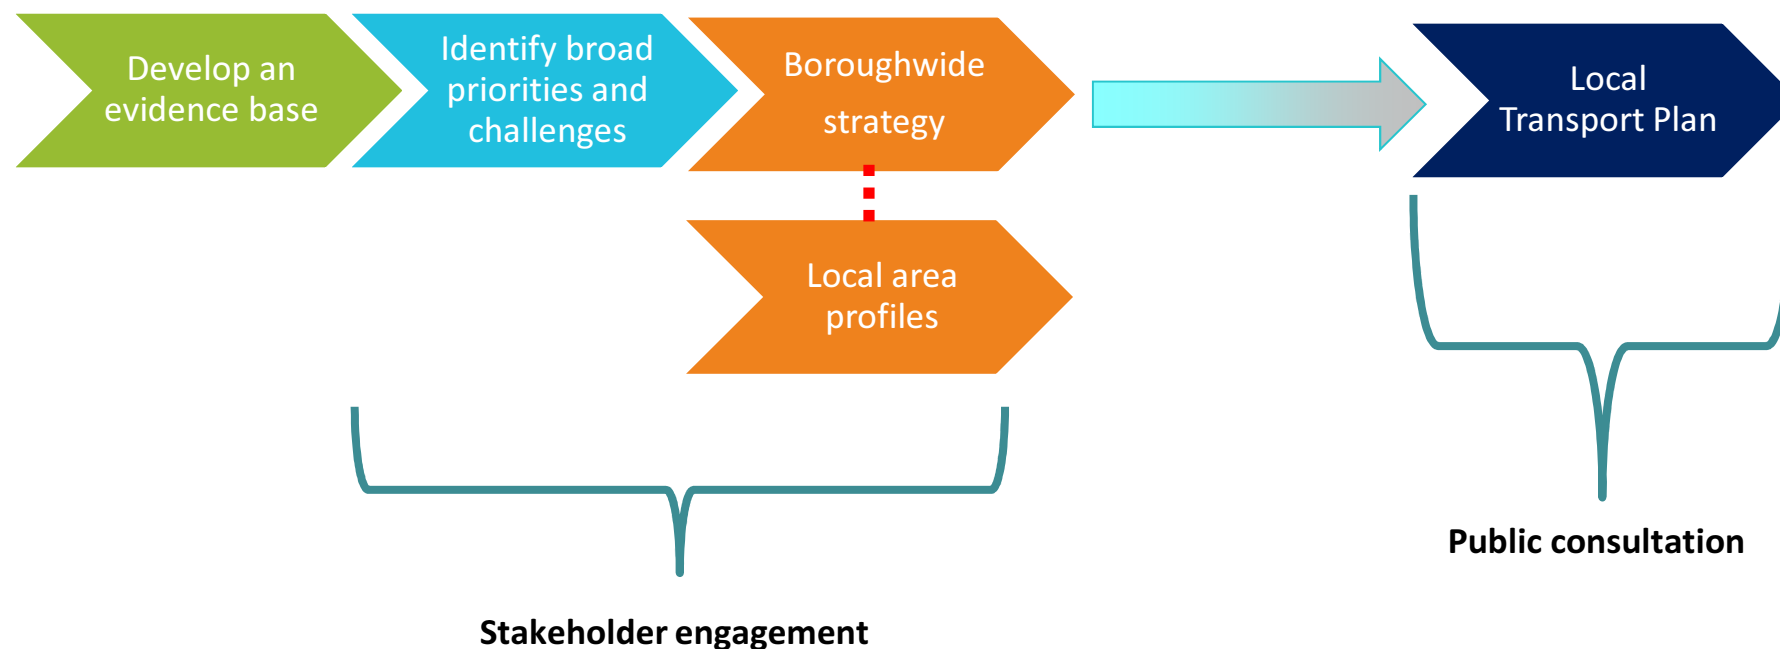 Develop an
evidence base
Identify broad
priorities and
challenges
Boroughwide
strategy
Local
Transport Plan
Local area
profiles
Public consultation
Stakeholder engagement